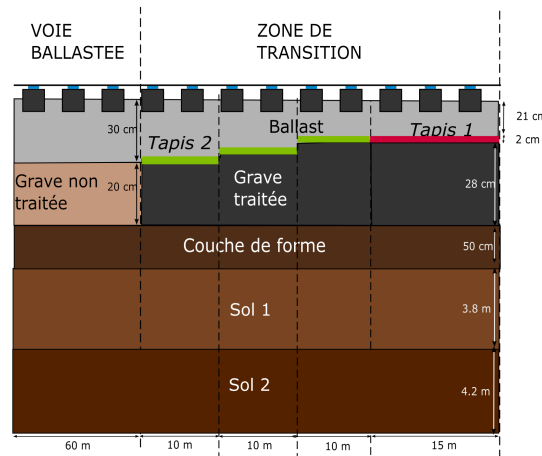 VOIE
BALLASTEE
ZONE DE
TRANSITION
30 cm
Ballast
Tapis 1
21 cm
2 cm
Tapis 2
Grave non
traitée
20 cm
Grave
traitée
28 cm
Couche de forme
50 cm
Sol 1
3.8 m
Sol 2
4.2 m
60 m
10 m
10 m
10 m
15 m